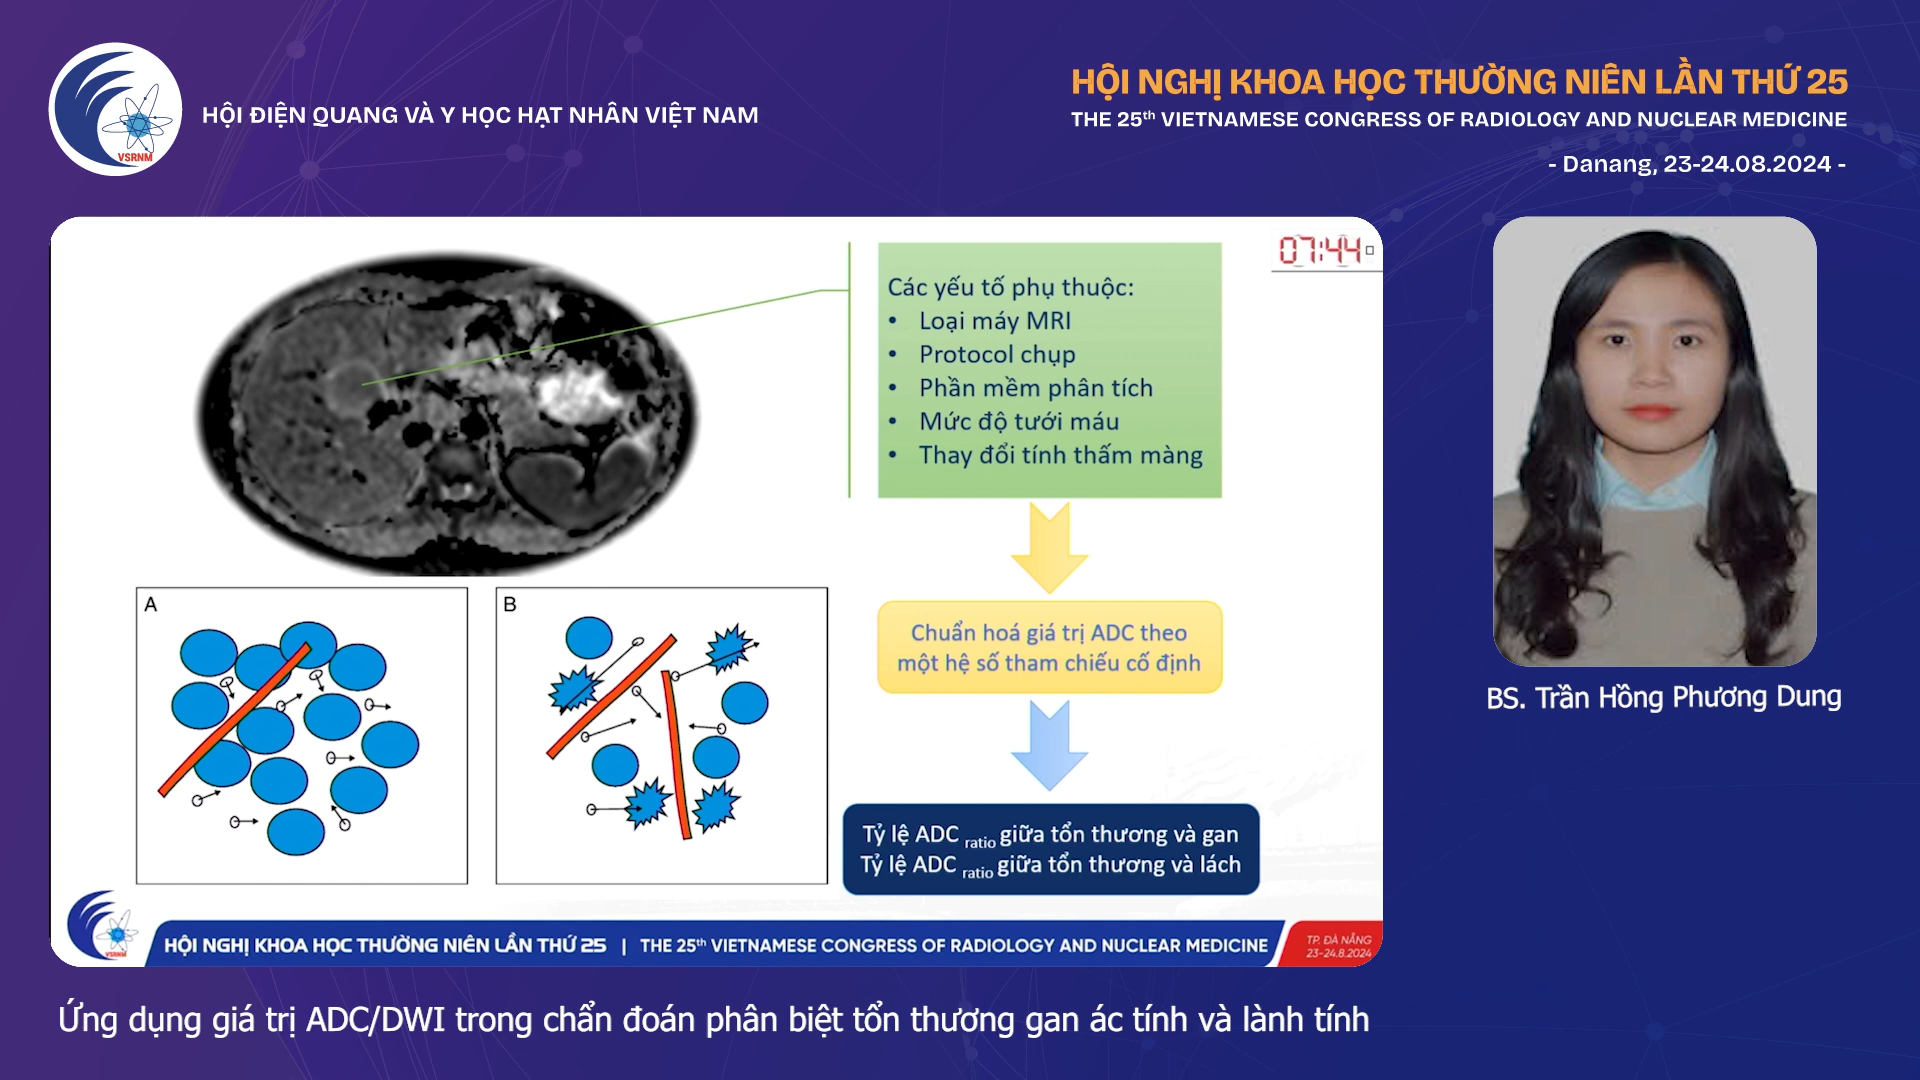 VSRNM
HỘI ĐIỆN QUANG VÀ Y HỌC HẠT NHÂN VIỆT NAM
HỘI NGHỊ KHOA HỌC THƯỜNG NIÊN LẦN THỨ 25
THE 25th VIETNAMESE CONGRESS OF RADIOLOGY AND NUCLEAR MEDICINE
- Danang, 23-24.08.2024 -
07:44
Các yếu tố phụ thuộc:
• Loại máy MRI
• Protocol chụp
• Phần mềm phân tích
• Mức độ tưới máu
• Thay đổi tính thấm màng
A
B
Chuẩn hoá giá trị ADC theo
một hệ số tham chiếu cố định
Tỷ lệ ADC ratio giữa tổn thương và gan
Tỷ lệ ADC ratio giữa tổn thương và lách
VSRNM
HỘI NGHỊ KHOA HỌC THƯỜNG NIÊN LẦN THỨ 25 | THE 25th VIETNAMESE CONGRESS OF RADIOLOGY AND NUCLEAR MEDICINE
TP. ĐÀ NẴNG
23-24.8.2024
BS. Trần Hồng Phương Dung
Ứng dụng giá trị ADC/DWI trong chẩn đoán phân biệt tổn thương gan ác tính và lành tính